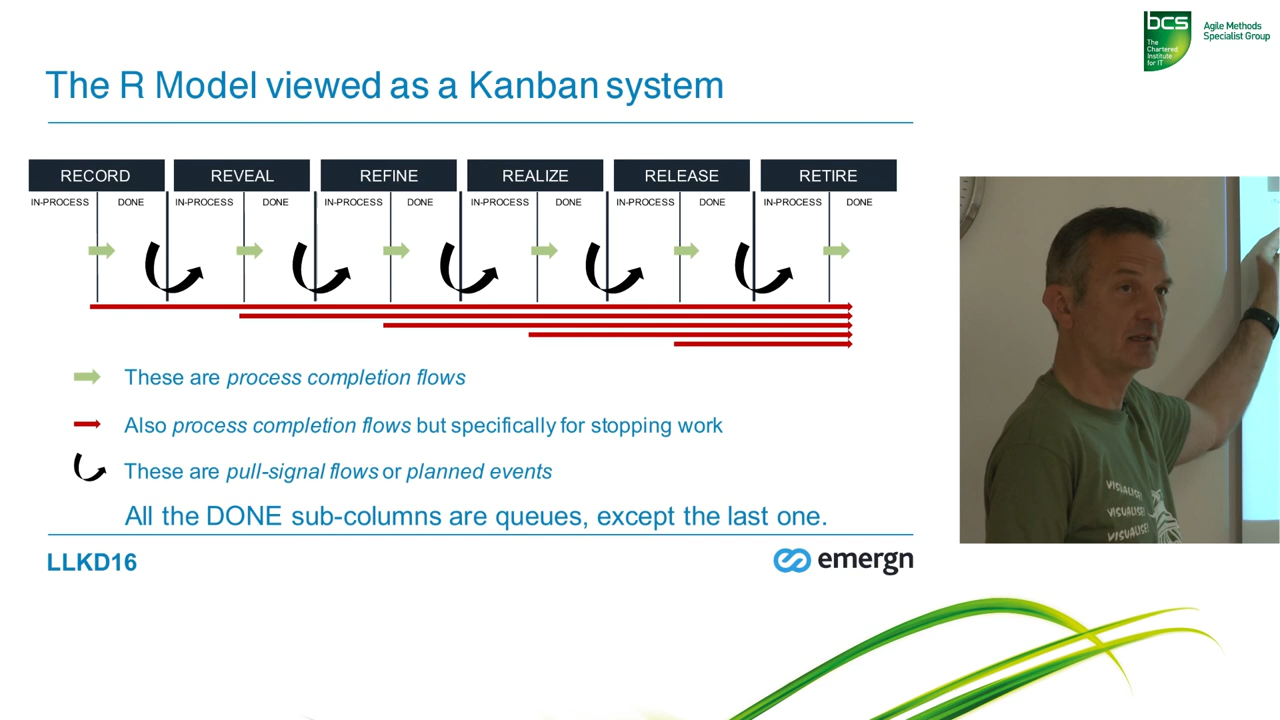 bcs
The
Chartered
Institute
for IT
Agile Methods
Specialist Group
The R Model viewed as a Kanban system
RECORD REVEAL REFINE REALIZE RELEASE RETIRE
IN-PROCESS DONE IN-PROCESS DONE IN-PROCESS DONE IN-PROCESS DONE IN-PROCESS DONE IN-PROCESS DONE
These are process completion flows
Also process completion flows but specifically for stopping work
These are pull-signal flows or planned events
All the DONE sub-columns are queues, except the last one.
LLKD16
emergn
VISUALISE!
VISUALISE!
VISUALISE!